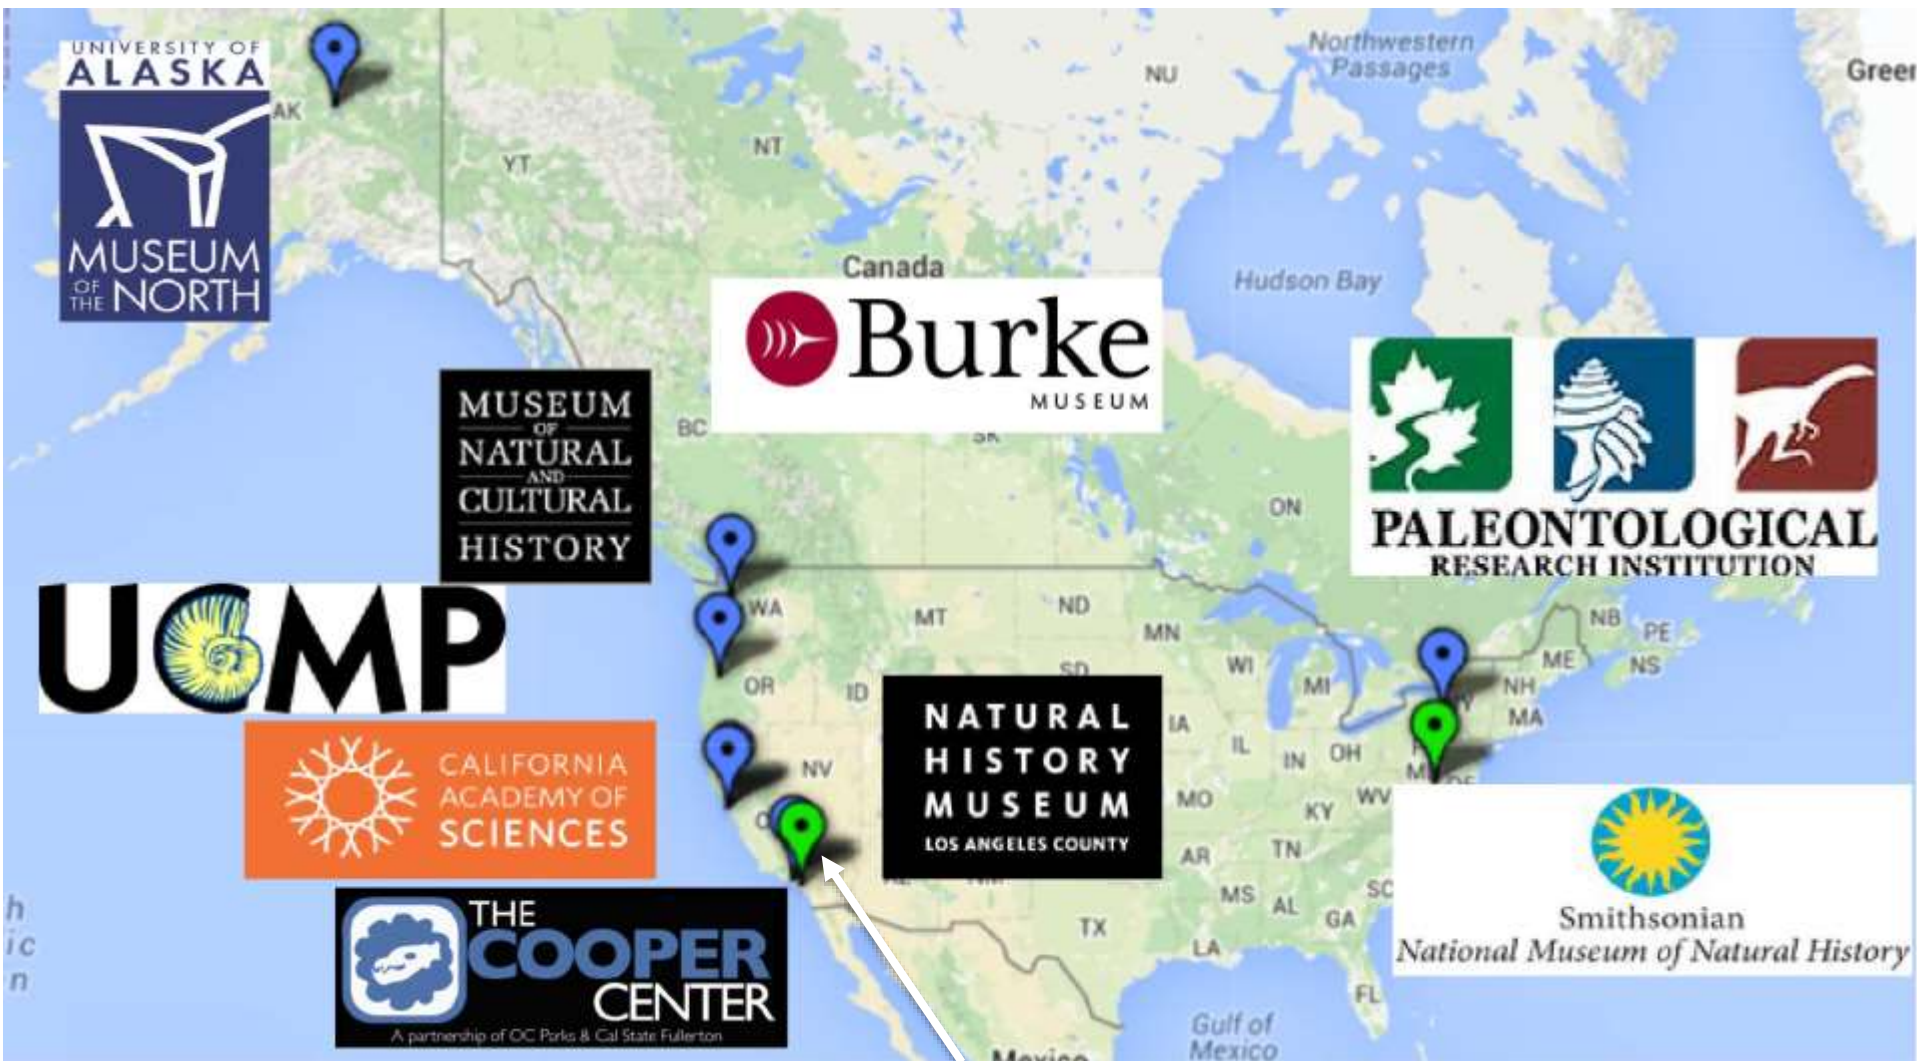 UNIVERSITY OF
ALASKA
MUSEUM
OF
THE NORTH
AK
YT
NT
NU
Northwestern
Passages
Green
Canada
Hudson Bay
Burke
MUSEUM
MUSEUM
OF
NATURAL
AND
CULTURAL
HISTORY
BC
SK
ON
PALEONTOLOGICAL
RESEARCH INSTITUTION
UCMP
WA
MT
ND
MN
NB
PE
OR
ID
SD
WI
MI
ME
NS
NH
MA
CALIFORNIA
ACADEMY OF
SCIENCES
NV
NATURAL
HISTORY
MUSEUM
LOS ANGELES COUNTY
IA
IL
IN
OH
MO
KY
WV
AR
TN
MS
AL
GA
SC
TX
LA
FL
THE
COOPER
CENTER
A partnership of OC Parks & Cal State Fullerton
Smithsonian
National Museum of Natural History
h
ic
n
Gulf of
Mexico
Mexico